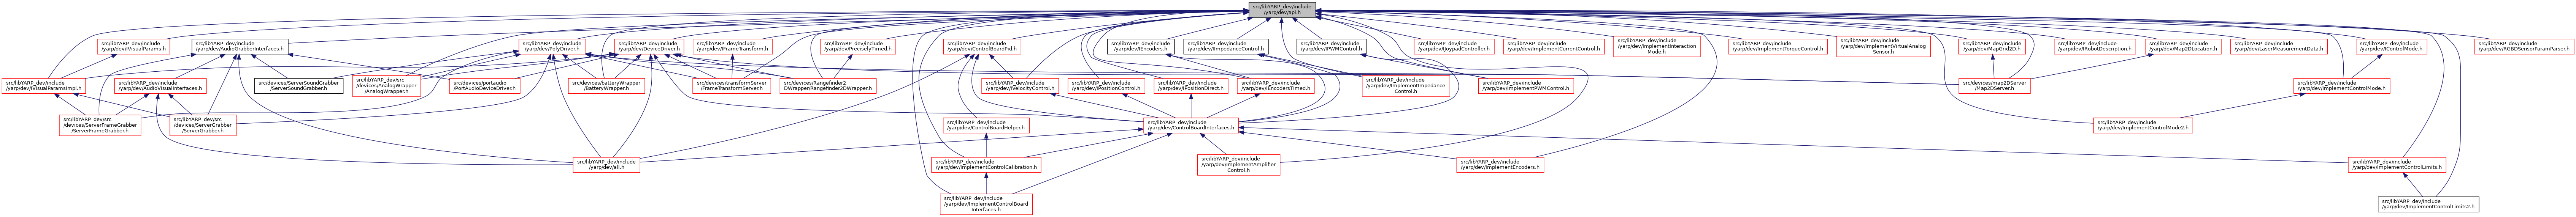 src/libYARP_dev/include
/yarp/dev/api.h
src/libYARP_dev/include
/yarp/dev/IVisualParams.h
src/libYARP_dev/include
/yarp/dev/AudioGrabberInterfaces.h
src/libYARP_dev/include
/yarp/dev/PolyDriver.h
src/libYARP_dev/include
/yarp/dev/DeviceDriver.h
src/libYARP_dev/include
/yarp/dev/IFrameTransform.h
src/libYARP_dev/include
/yarp/dev/IPreciselyTimed.h
src/libYARP_dev/include
/yarp/dev/ControlBoardPid.h
src/libYARP_dev/include
/yarp/dev/IEncoders.h
src/libYARP_dev/include
/yarp/dev/IImpedanceControl.h
src/libYARP_dev/include
/yarp/dev/IPWMControl.h
src/libYARP_dev/include
/yarp/dev/IJoypadController.h
src/libYARP_dev/include
/yarp/dev/ImplementCurrentControl.h
src/libYARP_dev/include
/yarp/dev/ImplementInteraction
Mode.h
src/libYARP_dev/include
/yarp/dev/ImplementTorqueControl.h
src/libYARP_dev/include
/yarp/dev/ImplementVirtualAnalog
Sensor.h
src/libYARP_dev/include
/yarp/dev/MapGrid2D.h
src/libYARP_dev/include
/yarp/dev/IRobotDescription.h
src/libYARP_dev/include
/yarp/dev/Map2DLocation.h
src/libYARP_dev/include
/yarp/dev/LaserMeasurementData.h
src/libYARP_dev/include
/yarp/dev/IControlMode.h
src/libYARP_dev/include
/yarp/dev/RGBDSensorParamParser.h
src/libYARP_dev/include
/yarp/dev/IVisualParamsImpl.h
src/libYARP_dev/include
/yarp/dev/AudioVisualInterfaces.h
src/devices/ServerSoundGrabber
/ServerSoundGrabber.h
src/libYARP_dev/src
/devices/AnalogWrapper
/AnalogWrapper.h
src/devices/portaudio
/PortAudioDeviceDriver.h
src/devices/BatteryWrapper
/BatteryWrapper.h
src/devices/transformServer
/FrameTransformServer.h
src/devices/Rangefinder2
DWrapper/Rangefinder2DWrapper.h
src/libYARP_dev/include
/yarp/dev/IVelocityControl.h
src/libYARP_dev/include
/yarp/dev/IPositionControl.h
src/libYARP_dev/include
/yarp/dev/IPositionDirect.h
src/libYARP_dev/include
/yarp/dev/IEncodersTimed.h
src/libYARP_dev/include
/yarp/dev/ImplementImpedance
Control.h
src/libYARP_dev/include
/yarp/dev/ImplementPWMControl.h
src/devices/map2DServer
/Map2DServer.h
src/libYARP_dev/include
/yarp/dev/ImplementControlMode.h
src/libYARP_dev/src
/devices/ServerFrameGrabber
/ServerFrameGrabber.h
src/libYARP_dev/src
/devices/ServerGrabber
/ServerGrabber.h
src/libYARP_dev/include
/yarp/dev/ControlBoardHelper.h
src/libYARP_dev/include
/yarp/dev/ControlBoardInterfaces.h
src/libYARP_dev/include
/yarp/dev/ImplementControlMode2.h
src/libYARP_dev/include
/yarp/dev/all.h
src/libYARP_dev/include
/yarp/dev/ImplementControlCalibration.h
src/libYARP_dev/include
/yarp/dev/ImplementAmplifier
Control.h
src/libYARP_dev/include
/yarp/dev/ImplementEncoders.h
src/libYARP_dev/include
/yarp/dev/ImplementControlLimits.h
src/libYARP_dev/include
/yarp/dev/ImplementControlBoard
Interfaces.h
src/libYARP_dev/include
/yarp/dev/ImplementControlLimits2.h